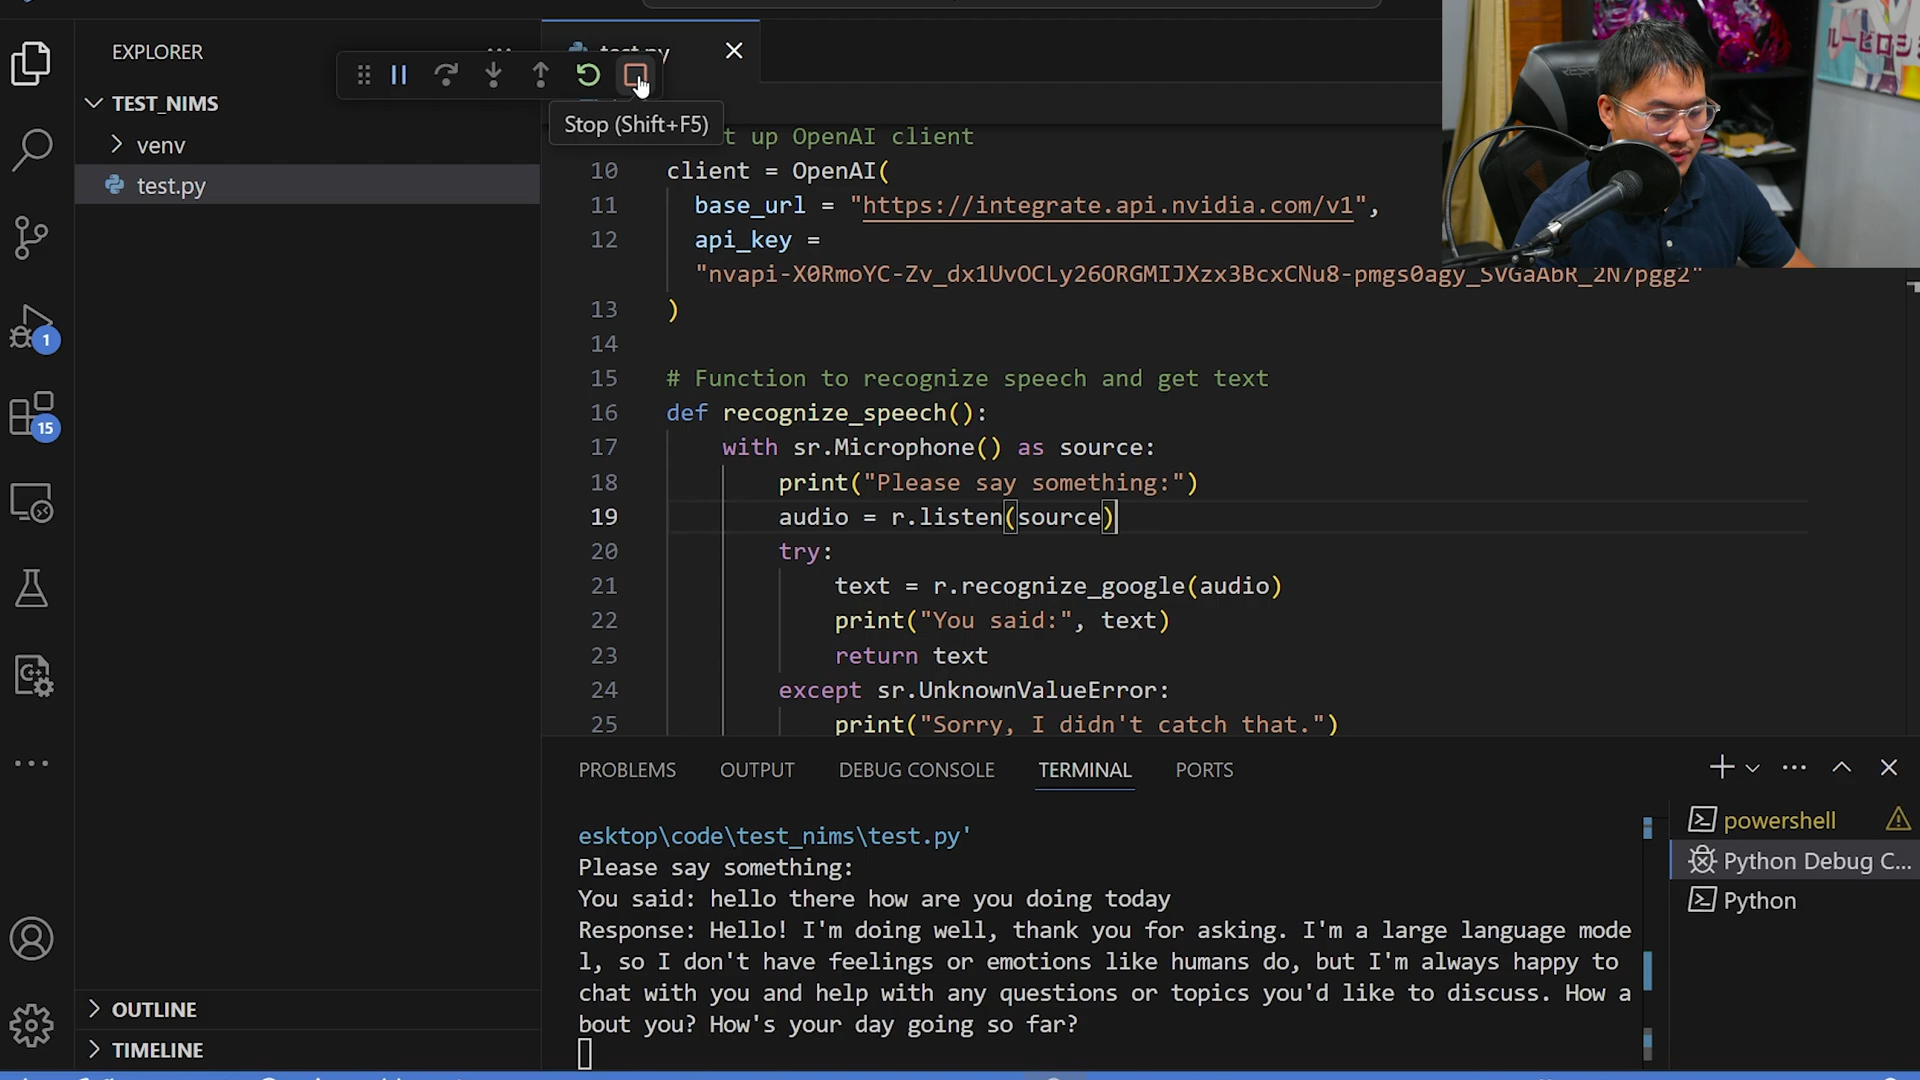 EXPLORER
TEST_NIMS
venv
test.py
OUTLINE
TIMELINE
1
15
test.py
Stop (Shift+F5)
t up OpenAI client
10 client = OpenAI(
11 base_url = "https://integrate.api.nvidia.com/v1",
12 api_key =
13 )
14
15 # Function to recognize speech and get text
16 def recognize_speech():
17 with sr.Microphone() as source:
18 print("Please say something:")
19 audio = r.listen(source)
20 try:
21 text = r.recognize_google(audio)
22 print("You said:", text)
23 return text
24 except sr.UnknownValueError:
25 print("Sorry, I didn't catch that.")
PROBLEMS OUTPUT DEBUG CONSOLE TERMINAL PORTS
esktop\code\test_nims\test.py'
Please say something:
You said: hello there how are you doing today
Response: Hello! I'm doing well, thank you for asking. I'm a large language mode
l, so I don't have feelings or emotions like humans do, but I'm always happy to
chat with you and help with any questions or topics you'd like to discuss. How a
bout you? How's your day going so far?
powershell
Python Debug C...
Python